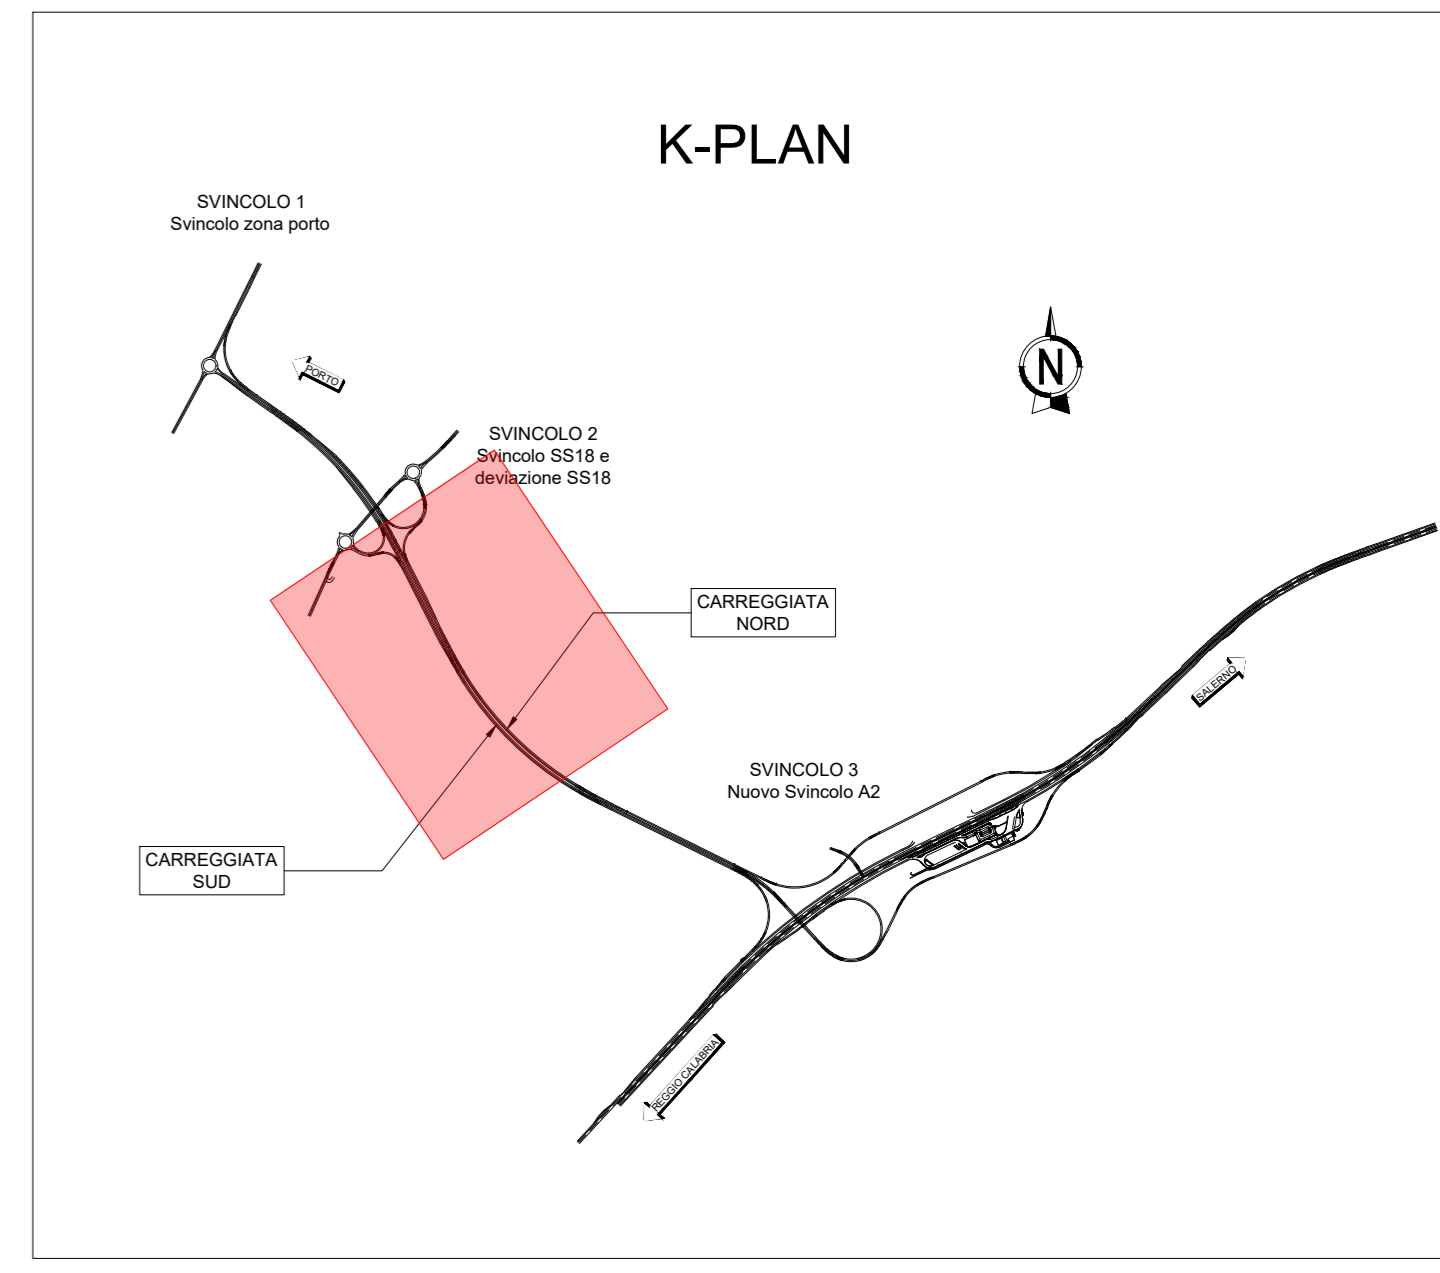 K-PLAN
SVINCOLO 1
Svincolo zona porto
PORTO
N
SVINCOLO 2
Svincolo SS18 e
deviazione SS18
CARREGGIATA
NORD
SALERNO
SVINCOLO 3
Nuovo Svincolo A2
CARREGGIATA
SUD
REGGIO CALABRIA